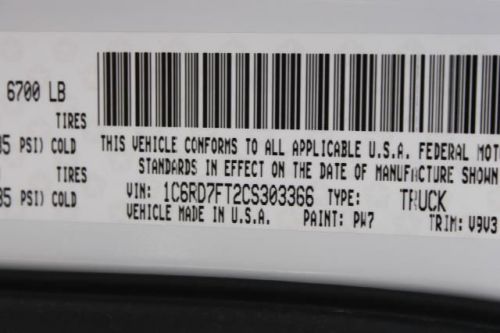 6700 LB
TIRES
PSI) COLD
THIS VEHICLE CONFORMS TO ALL APPLICABLE U.S.A. FEDERAL MOT
STANDARDS IN EFFECT ON THE DATE OF MANUFACTURE SHOWN
TIRES
PSI) COLD
VIN: 1C6RD7FT2CS303366 TYPE: TRUCK
VEHICLE MADE IN U.S.A. PAINT: PW7 TRIM: V9V3